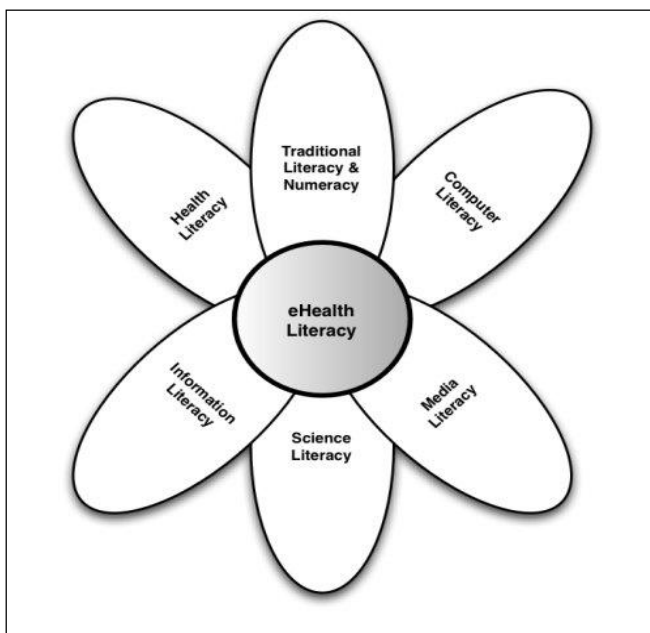 Traditional
Literacy &
Numeracy
Health
Literacy
Computer
Literacy
eHealth
Literacy
Information
Literacy
Media
Literacy
Science
Literacy